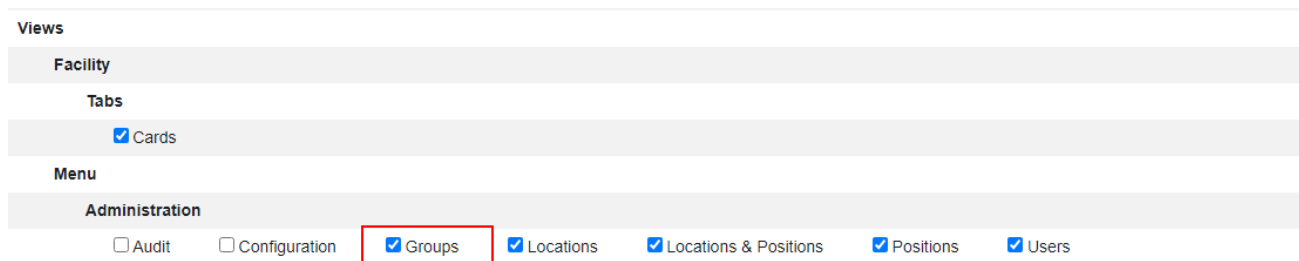 Views
Facility
Tabs
Cards
Menu
Administration
Audit Configuration Groups Locations Locations & Positions Positions Users